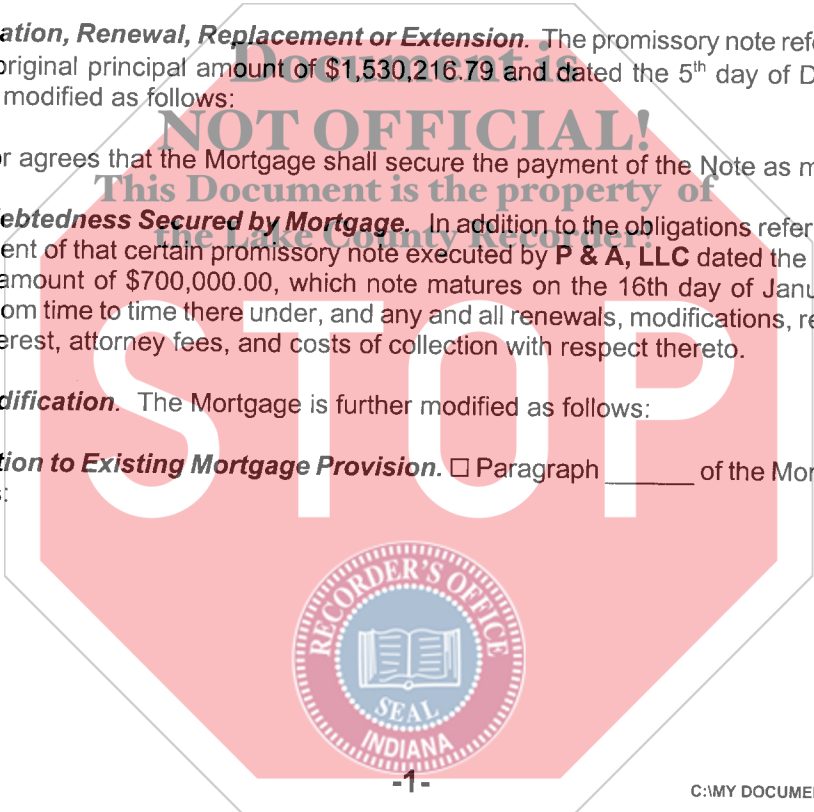 ation, Renewal, Replacement or Extension. The promissory note refe
original principal amount of $1,530,216.79 and dated the 5th day of D
modified as follows:
Document is
NOT OFFICIAL!
This Document is the property of
the Lake County Recorder!
r agrees that the Mortgage shall secure the payment of the Note as m
ebtedness Secured by Mortgage. In addition to the obligations refer
ent of that certain promissory note executed by P & A, LLC dated the
amount of $700,000.00, which note matures on the 16th day of Janu
om time to time there under, and any and all renewals, modifications, re
erest, attorney fees, and costs of collection with respect thereto.
STOP
dification. The Mortgage is further modified as follows:
tion to Existing Mortgage Provision. ☐ Paragraph ______ of the Mor
s:
RECORDER'S OFFICE
SEAL
INDIANA
-1-
C:\MY DOCUME